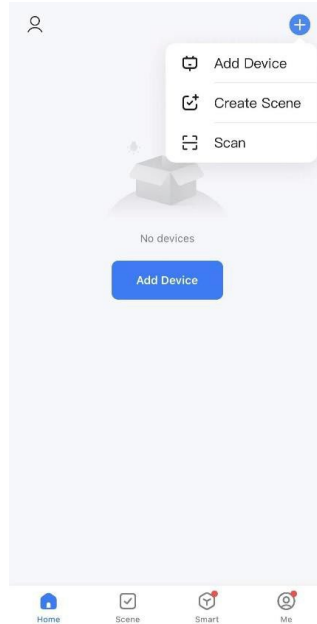 Add Device
Create Scene
Scan
No devices
Add Device
Home
Scene
Smart
Me